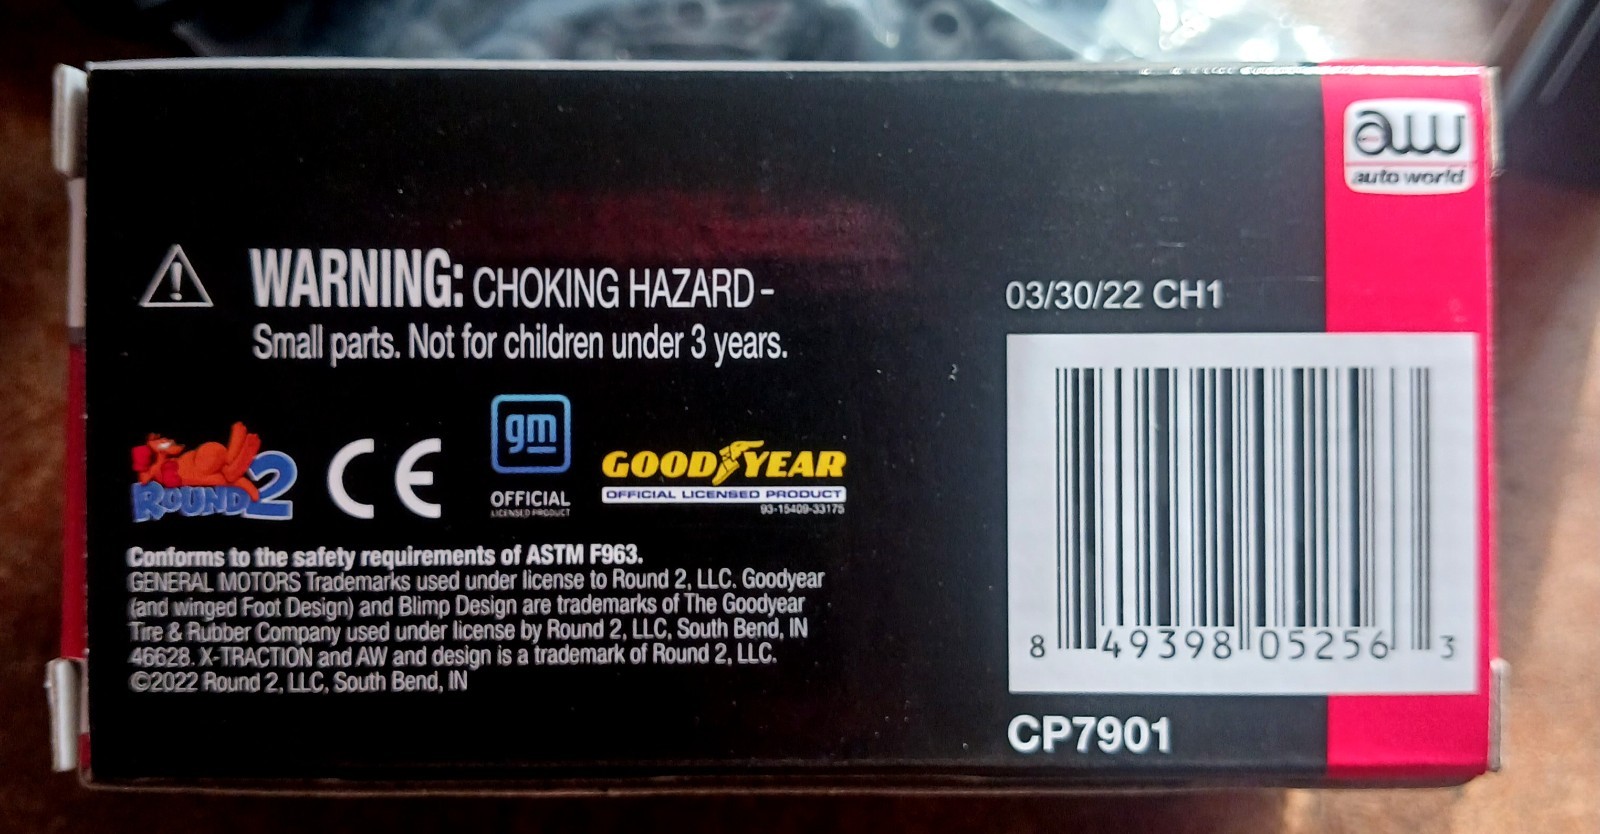 aw
auto world
WARNING: CHOKING HAZARD -
Small parts. Not for children under 3 years.
03/30/22 CH1
ROUND 2
CE
gm
OFFICIAL
LICENSED PRODUCT
GOOD YEAR
OFFICIAL LICENSED PRODUCT
93-15409-33175
Conforms to the safety requirements of ASTM F963.
GENERAL MOTORS Trademarks used under license to Round 2, LLC. Goodyear
(and winged Foot Design) and Blimp Design are trademarks of The Goodyear
Tire & Rubber Company used under license by Round 2, LLC, South Bend, IN
46628. X-TRACTION and AW and design is a trademark of Round 2, LLC.
©2022 Round 2, LLC, South Bend, IN
8 49398 05256 3
CP7901